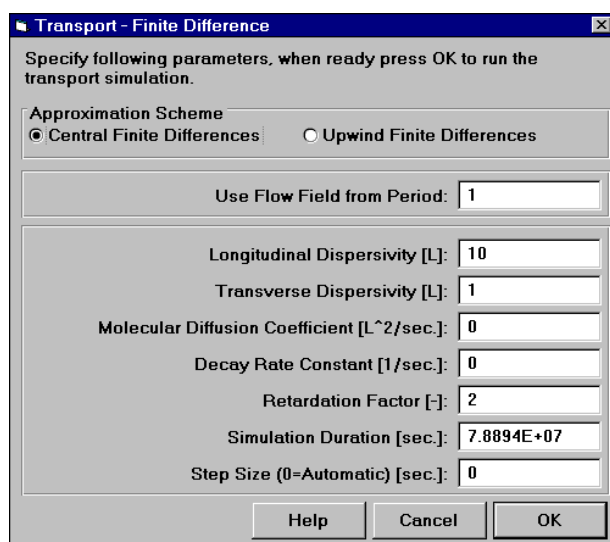 Transport - Finite Difference
Specify following parameters, when ready press OK to run the
transport simulation.
Approximation Scheme
Central Finite Differences Upwind Finite Differences
Use Flow Field from Period: 1
Longitudinal Dispersivity [L]: 10
Transverse Dispersivity [L]: 1
Molecular Diffusion Coefficient [L^2/sec.]: 0
Decay Rate Constant [1/sec.]: 0
Retardation Factor [-]: 2
Simulation Duration [sec.]: 7.8894E+07
Step Size (0=Automatic) [sec.]: 0
Help Cancel OK